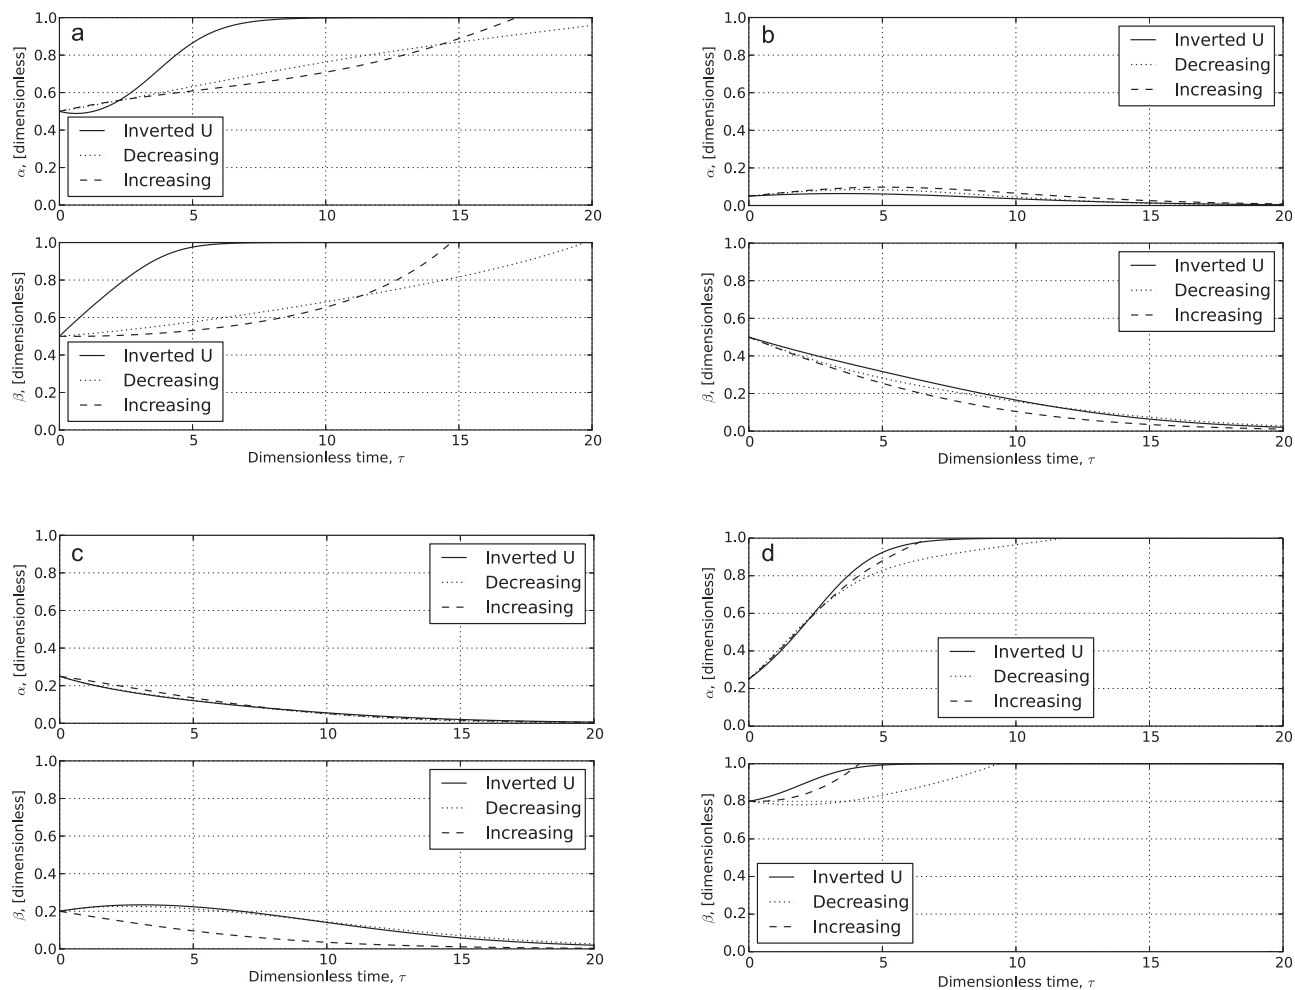 a
1.0
0.8
0.6
0.4
0.2
0.0
α, [dimensionless]
Inverted U
Decreasing
Increasing
0 5 10 15 20
1.0
0.8
0.6
0.4
0.2
0.0
β, [dimensionless]
Inverted U
Decreasing
Increasing
0 5 10 15 20
Dimensionless time, τ
b
1.0
0.8
0.6
0.4
0.2
0.0
α, [dimensionless]
Inverted U
Decreasing
Increasing
0 5 10 15 20
1.0
0.8
0.6
0.4
0.2
0.0
β, [dimensionless]
Inverted U
Decreasing
Increasing
0 5 10 15 20
Dimensionless time, τ
c
1.0
0.8
0.6
0.4
0.2
0.0
α, [dimensionless]
Inverted U
Decreasing
Increasing
0 5 10 15 20
1.0
0.8
0.6
0.4
0.2
0.0
β, [dimensionless]
Inverted U
Decreasing
Increasing
0 5 10 15 20
Dimensionless time, τ
d
1.0
0.8
0.6
0.4
0.2
0.0
α, [dimensionless]
Inverted U
Decreasing
Increasing
0 5 10 15 20
1.0
0.8
0.6
0.4
0.2
0.0
β, [dimensionless]
Inverted U
Decreasing
Increasing
0 5 10 15 20
Dimensionless time, τ